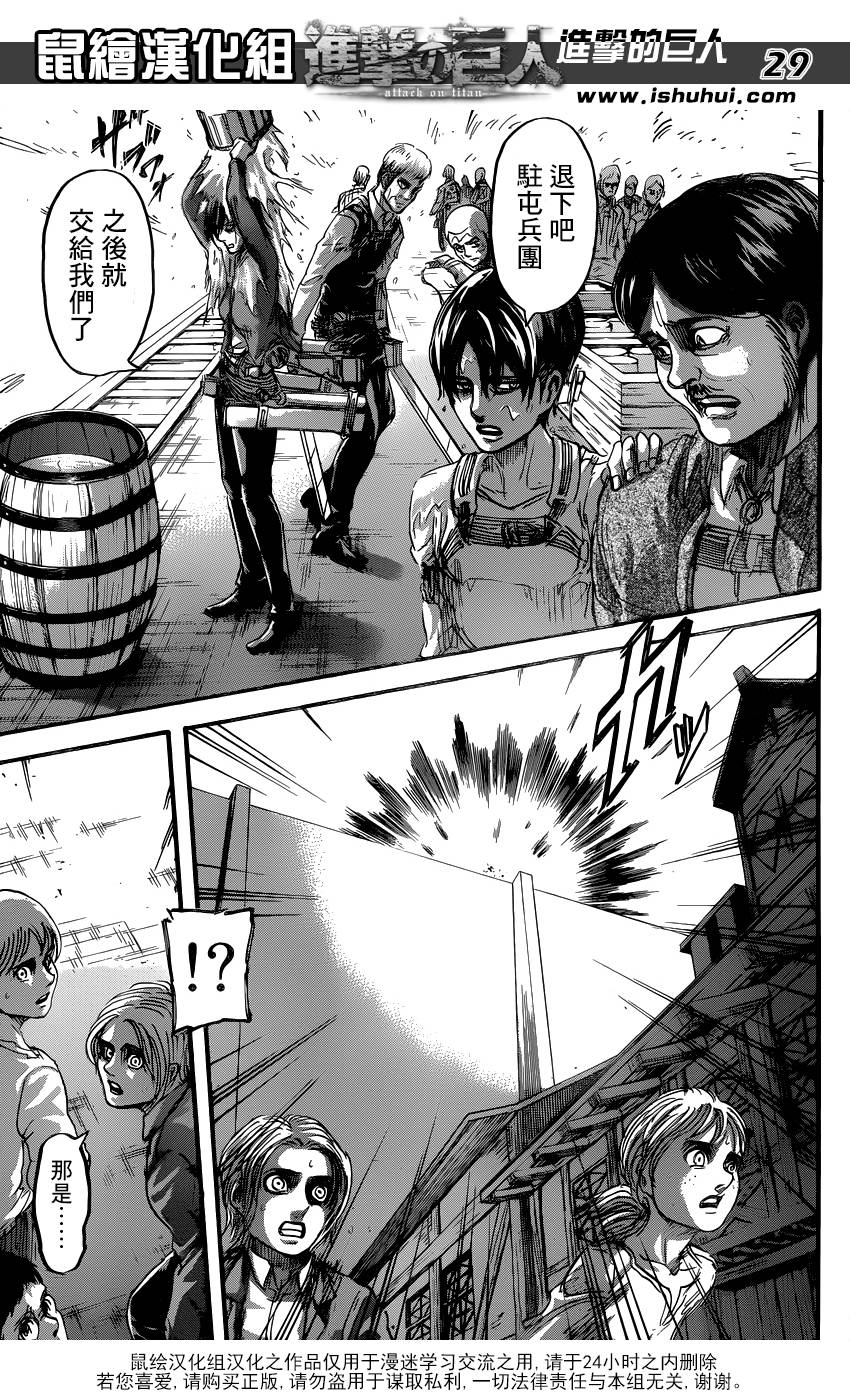 鼠繪漢化組
進撃の巨人
attack on titan
進擊的巨人
29
www.ishuhui.com
退下吧
駐屯兵團
之後就
交給我們了
ガッ
!?
那是……
鼠绘汉化组汉化之作品仅用于漫迷学习交流之用, 请于24小时之内删除
若您喜爱, 请购买正版, 请勿盗用于谋取私利, 一切法律责任与本组无关, 谢谢。